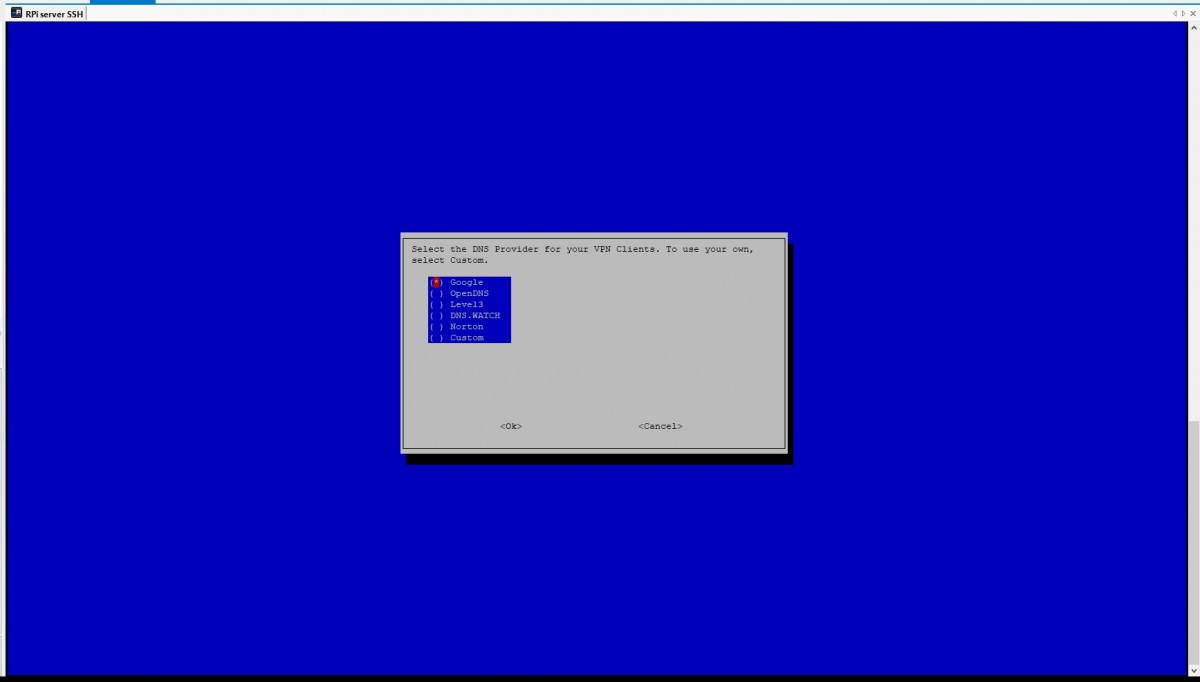 RPi server SSH
Select the DNS Provider for your VPN Clients. To use your own,
select Custom.
(*) Google
( ) OpenDNS
( ) Level3
( ) DNS.WATCH
( ) Norton
( ) Custom
<Ok> <Cancel>